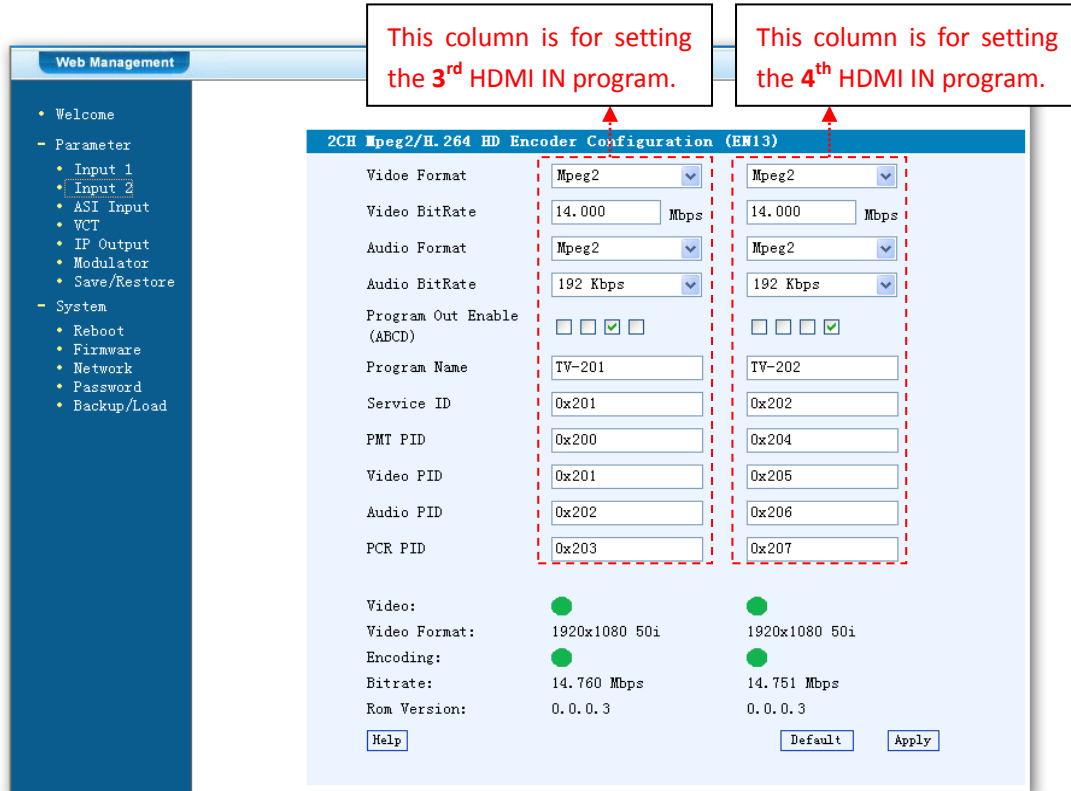 This column is for setting
the 3rd HDMI IN program.
This column is for setting
the 4th HDMI IN program.
Web Management
Welcome
Parameter
Input 1
Input 2
ASI Input
VCT
IP Output
Modulator
Save/Restore
System
Reboot
Firmware
Network
Password
Backup/Load
2CH Mpeg2/H.264 HD Encoder Configuration (EN13)
Vidoe Format Mpeg2 Mpeg2
Video BitRate 14.000 Mbps 14.000 Mbps
Audio Format Mpeg2 Mpeg2
Audio BitRate 192 Kbps 192 Kbps
Program Out Enable
(ABCD)
Program Name TV-201 TV-202
Service ID 0x201 0x202
PMT PID 0x200 0x204
Video PID 0x201 0x205
Audio PID 0x202 0x206
PCR PID 0x203 0x207
Video:
Video Format: 1920x1080 50i 1920x1080 50i
Encoding:
Bitrate: 14.760 Mbps 14.751 Mbps
Rom Version: 0.0.0.3 0.0.0.3
Help Default Apply